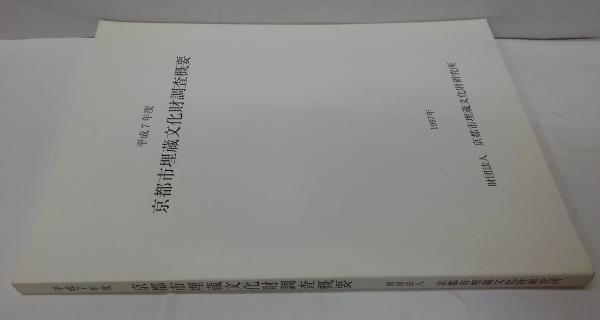 平成7年度
京都市埋蔵文化財調査概要
1997年
財団法人 京都市埋蔵文化財研究所
平成7年度 京都市埋蔵文化財調査概要 財団法人 京都市埋蔵文化財研究所